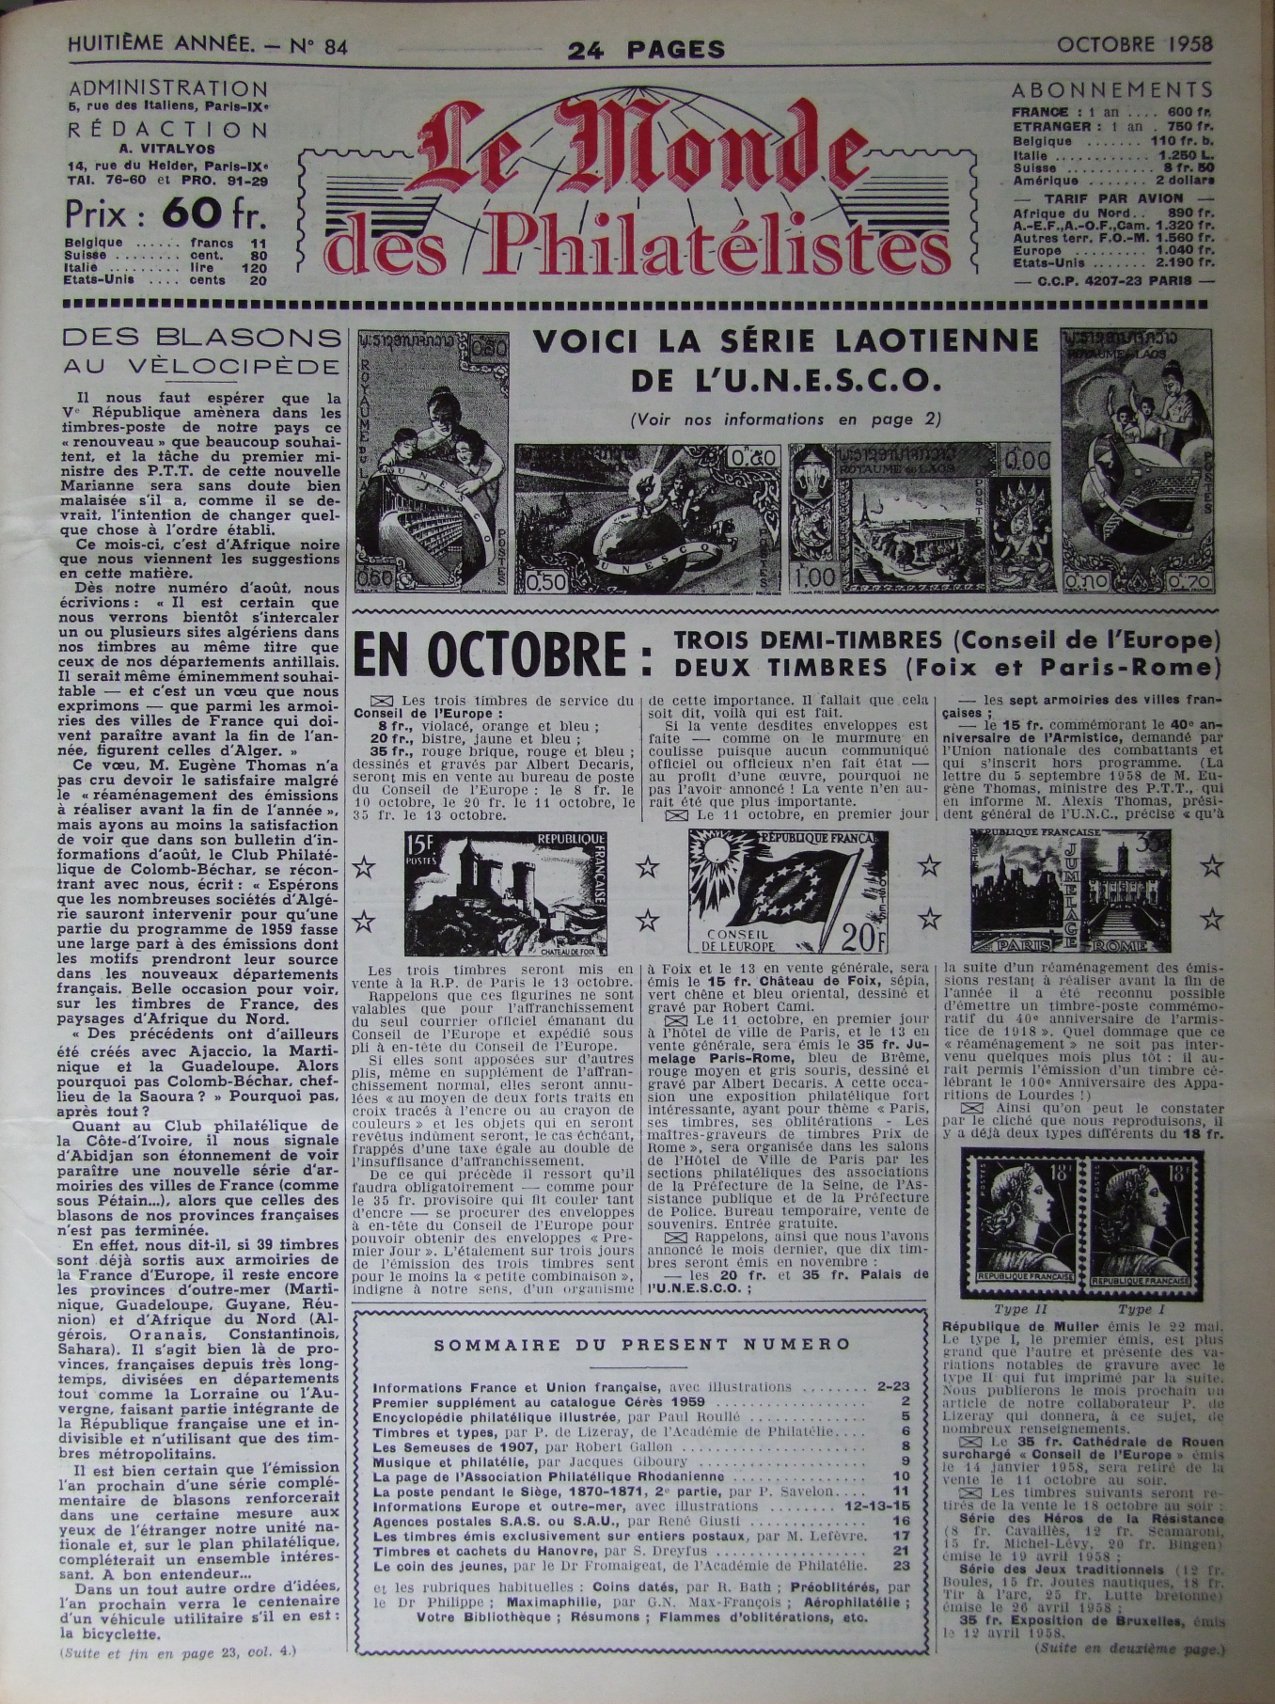 HUITIÈME ANNÉE. — N° 84
24 PAGES
OCTOBRE 1958
ADMINISTRATION
5, rue des Italiens, Paris-IXe
RÉDACTION
A. VITALYOS
14, rue du Helder, Paris-IXe
TAI. 76-60 et PRO. 91-29
Prix : 60 fr.
Belgique ...... francs 11
Suisse ........ cent. 80
Italie ......... lire 120
Etats-Unis .... cents 20
Le Monde
des Philatélistes
ABONNEMENTS
FRANCE : 1 an .... 600 fr.
ETRANGER : 1 an . 750 fr.
Belgique ....... 110 fr. b.
Italie ........... 1.250 L.
Suisse ........... 8 fr. 50
Amérique ....... 2 dollars
— TARIF PAR AVION —
Afrique du Nord.. 890 fr.
A.-E.F., A.-O.F., Cam. 1.320 fr.
Autres terr. F.O.-M. 1.560 fr.
Europe .......... 1.040 fr.
Etats-Unis ....... 2.190 fr.
— C.C.P. 4207-23 PARIS —
DES BLASONS
AU VÈLOCIPÈDE
Il nous faut espérer que la
Ve République amènera dans les
timbres-poste de notre pays ce
« renouveau » que beaucoup souhai-
tent, et la tâche du premier mi-
nistre des P.T.T. de cette nouvelle
Marianne sera sans doute bien
malaisée s'il a, comme il se de-
vrait, l'intention de changer quel-
que chose à l'ordre établi.
Ce mois-ci, c'est d'Afrique noire
que nous viennent les suggestions
en cette matière.
Dès notre numéro d'août, nous
écrivions : « Il est certain que
nous verrons bientôt s'intercaler
un ou plusieurs sites algériens dans
nos timbres au même titre que
ceux de nos départements antillais.
Il serait même éminemment souhai-
table — et c'est un vœu que nous
exprimons — que parmi les armoi-
ries des villes de France qui doi-
vent paraître avant la fin de l'an-
née, figurent celles d'Alger. »
Ce vœu, M. Eugène Thomas n'a
pas cru devoir le satisfaire malgré
le « réaménagement des émissions
à réaliser avant la fin de l'année »,
mais ayons au moins la satisfaction
de voir que dans son bulletin d'in-
formations d'août, le Club Philaté-
lique de Colomb-Béchar, se récon-
trant avec nous, écrit : « Espérons
que les nombreuses sociétés d'Algé-
rie sauront intervenir pour qu'une
partie du programme de 1959 fasse
une large part à des émissions dont
les motifs prendront leur source
dans les nouveaux départements
français. Belle occasion pour voir,
sur les timbres de France, des
paysages d'Afrique du Nord.
« Des précédents ont d'ailleurs
été créés avec Ajaccio, la Marti-
nique et la Guadeloupe. Alors
pourquoi pas Colomb-Béchar, chef-
lieu de la Saoura ? » Pourquoi pas,
après tout ?
Quant au Club philatélique de
la Côte-d'Ivoire, il nous signale
d'Abidjan son étonnement de voir
paraître une nouvelle série d'ar-
moiries des villes de France (comme
sous Pétain...), alors que celles des
blasons de nos provinces françaises
n'est pas terminée.
En effet, nous dit-il, si 39 timbres
sont déjà sortis aux armoiries de
la France d'Europe, il reste encore
les provinces d'outre-mer (Marti-
nique, Guadeloupe, Guyane, Réu-
nion) et d'Afrique du Nord (Al-
gérois, Oranais, Constantinois,
Sahara). Il s'agit bien là de pro-
vinces, françaises depuis très long-
temps, divisées en départements
tout comme la Lorraine ou l'Au-
vergne, faisant partie intégrante de
la République française une et in-
divisible et n'utilisant que des tim-
bres métropolitains.
Il est bien certain que l'émission
l'an prochain d'une série complé-
mentaire de blasons renforcerait
dans une certaine mesure aux
yeux de l'étranger notre unité na-
tionale et, sur le plan philatélique,
compléterait un ensemble intéres-
sant. A bon entendeur...
Dans un tout autre ordre d'idées,
l'an prochain verra le centenaire
d'un véhicule utilitaire s'il en est :
la bicyclette.
(Suite et fin en page 23, col. 4.)
VOICI LA SÉRIE LAOTIENNE
DE L'U.N.E.S.C.O.
(Voir nos informations en page 2)
0.50
ROYAUME DU LAOS
UNESCO
POSTES
0.50
0.50
UNESCO
0.50
POSTES
ROYAUME DU LAOS
0.00
POSTES
1.00
ROYAUME DU LAOS
UNESCO
POSTES
0.70
0.70
EN OCTOBRE :
TROIS DEMI-TIMBRES (Conseil de l'Europe)
DEUX TIMBRES (Foix et Paris-Rome)
Les trois timbres de service du
Conseil de l'Europe :
8 fr., violacé, orange et bleu ;
20 fr., bistre, jaune et bleu ;
35 fr., rouge brique, rouge et bleu ;
dessinés et gravés par Albert Decaris,
seront mis en vente au bureau de poste
du Conseil de l'Europe : le 8 fr. le
10 octobre, le 20 fr. le 11 octobre, le
35 fr. le 13 octobre.
de cette importance. Il fallait que cela
soit dit, voilà qui est fait.
Si la vente desdites enveloppes est
faite — comme on le murmure en
coulisse puisque aucun communiqué
officiel ou officieux n'en fait état —
au profit d'une œuvre, pourquoi ne
pas l'avoir annoncé ! La vente n'en au-
rait été que plus importante.
Le 11 octobre, en premier jour
— les sept armoiries des villes fran-
çaises ;
— le 15 fr. commémorant le 40e an-
niversaire de l'Armistice, demandé par
l'Union nationale des combattants et
qui s'inscrit hors programme. (La
lettre du 5 septembre 1958 de M. Eu-
gène Thomas, ministre des P.T.T., qui
en informe M. Alexis Thomas, prési-
dent général de l'U.N.C., précise « qu'à
15F
POSTES
REPUBLIQUE
FRANÇAISE
CHATEAU DE FOIX
RÉPUBLIQUE FRANÇAI
POSTES
CONSEIL
DE L'EUROPE
20F
REPUBLIQUE FRANÇAISE
POSTES
35F
JUMELAGE
PARIS
ROME
Les trois timbres seront mis en
vente à la R.P. de Paris le 13 octobre.
Rappelons que ces figurines ne sont
valables que pour l'affranchissement
du seul courrier officiel émanant du
Conseil de l'Europe et expédié sous
pli à en-tête du Conseil de l'Europe.
Si elles sont apposées sur d'autres
plis, même en supplément de l'affran-
chissement normal, elles seront annu-
lées « au moyen de deux forts traits en
croix tracés à l'encre ou au crayon de
couleurs » et les objets qui en seront
revêtus indûment seront, le cas échéant,
frappés d'une taxe égale au double de
l'insuffisance d'affranchissement.
De ce qui précède il ressort qu'il
faudra obligatoirement — comme pour
le 35 fr. provisoire qui fit couler tant
d'encre — se procurer des enveloppes
à en-tête du Conseil de l'Europe pour
pouvoir obtenir des enveloppes « Pre-
mier Jour ». L'étalement sur trois jours
de l'émission des trois timbres sent
pour le moins la « petite combinaison »,
indigne à notre sens, d'un organisme
à Foix et le 13 en vente générale, sera
émis le 15 fr. Château de Foix, sépia,
vert chêne et bleu oriental, dessiné et
gravé par Robert Cami.
Le 11 octobre, en premier jour
à l'hôtel de ville de Paris, et le 13 en
vente générale, sera émis le 35 fr. Ju-
melage Paris-Rome, bleu de Brême,
rouge moyen et gris souris, dessiné et
gravé par Albert Decaris. A cette occa-
sion une exposition philatélique fort
intéressante, ayant pour thème « Paris,
ses timbres, ses oblitérations - Les
maîtres-graveurs de timbres Prix de
Rome », sera organisée dans les salons
de l'Hôtel de Ville de Paris par les
sections philatéliques des associations
de la Préfecture de la Seine, de l'As-
sistance publique et de la Préfecture
de Police. Bureau temporaire, vente de
souvenirs. Entrée gratuite.
Rappelons, ainsi que nous l'avons
annoncé le mois dernier, que dix tim-
bres seront émis en novembre :
— les 20 fr. et 35 fr. Palais de
l'U.N.E.S.C.O. ;
la suite d'un réaménagement des émis-
sions restant à réaliser avant la fin de
l'année il a été reconnu possible
d'émettre un timbre-poste commémo-
ratif du 40e anniversaire de l'armis-
tice de 1918 ». Quel dommage que ce
« réaménagement » ne soit pas inter-
venu quelques mois plus tôt : il au-
rait permis l'émission d'un timbre cé-
lébrant le 100e Anniversaire des Appa-
ritions de Lourdes !)
Ainsi qu'on peut le constater
par le cliché que nous reproduisons, il
y a déjà deux types différents du 18 fr.
POSTES
18F
REPUBLIQUE FRANÇAISE
POSTES
18F
REPUBLIQUE FRANÇAISE
Type II
Type I
République de Muller émis le 22 mai.
Le type I, le premier émis, est plus
grand que l'autre et présente des va-
riations notables de gravure avec le
type II qui fut imprimé par la suite.
Nous publierons le mois prochain un
article de notre collaborateur P. de
Lizeray qui donnera, à ce sujet, de
nombreux renseignements.
Le 35 fr. Cathédrale de Rouen
surchargé « Conseil de l'Europe » émis
le 14 janvier 1958, sera retiré de la
vente le 11 octobre au soir.
Les timbres suivants seront re-
tirés de la vente le 18 octobre au soir :
Série des Héros de la Résistance
(8 fr. Cavaillès, 12 fr. Scamaroni,
15 fr. Michel-Lévy, 20 fr. Bingen)
émise le 19 avril 1958 ;
Série des Jeux traditionnels (12 fr.
Boules, 15 fr. Joutes nautiques, 18 fr.
Tir à l'arc, 25 fr. Lutte bretonne)
émise le 26 avril 1958 ;
35 fr. Exposition de Bruxelles, émis
le 12 avril 1958.
(Suite en deuxième page.)
SOMMAIRE DU PRESENT NUMERO
Informations France et Union française, avec illustrations ........ 2-23
Premier supplément au catalogue Cérès 1959 .................... 2
Encyclopédie philatélique illustrée, par Paul Roullé .............. 5
Timbres et types, par P. de Lizeray, de l'Académie de Philatélie.... 6
Les Semeuses de 1907, par Robert Gallon ...................... 8
Musique et philatélie, par Jacques Giboury .................... 9
La page de l'Association Philatélique Rhodanienne .............. 10
La poste pendant le Siège, 1870-1871, 2e partie, par P. Savelon.... 11
Informations Europe et outre-mer, avec illustrations ........ 12-13-15
Agences postales S.A.S. ou S.A.U., par René Giusti ............ 16
Les timbres émis exclusivement sur entiers postaux, par M. Lefèvre. 17
Timbres et cachets du Hanovre, par S. Dreyfus .................. 21
Le coin des jeunes, par le Dr Fromaigeat, de l'Académie de Philatélie. 23
et les rubriques habituelles : Coins datés, par R. Bath ; Préoblitérés, par
le Dr Philippe ; Maximaphilie, par G.N. Max-François ; Aérophilatélie ;
Votre Bibliothèque ; Résumons ; Flammes d'oblitérations, etc.